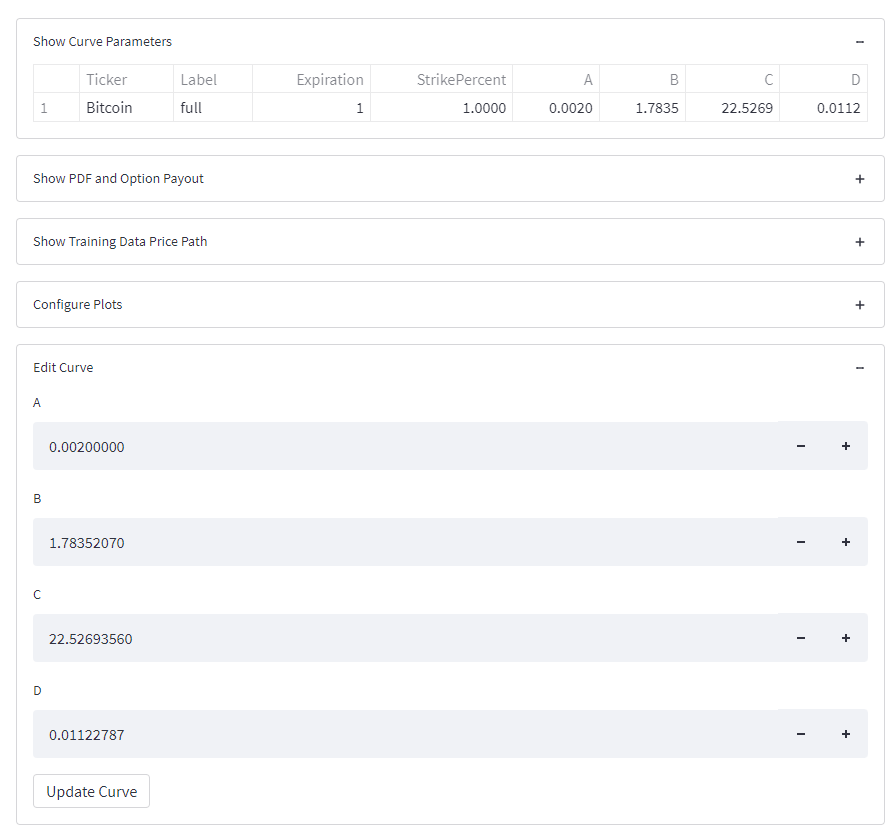 Show Curve Parameters −
Ticker Label Expiration StrikePercent A B C D
1 Bitcoin full 1 1.0000 0.0020 1.7835 22.5269 0.0112
Show PDF and Option Payout +
Show Training Data Price Path +
Configure Plots +
Edit Curve −
A
0.00200000 − +
B
1.78352070 − +
C
22.52693560 − +
D
0.01122787 − +
Update Curve